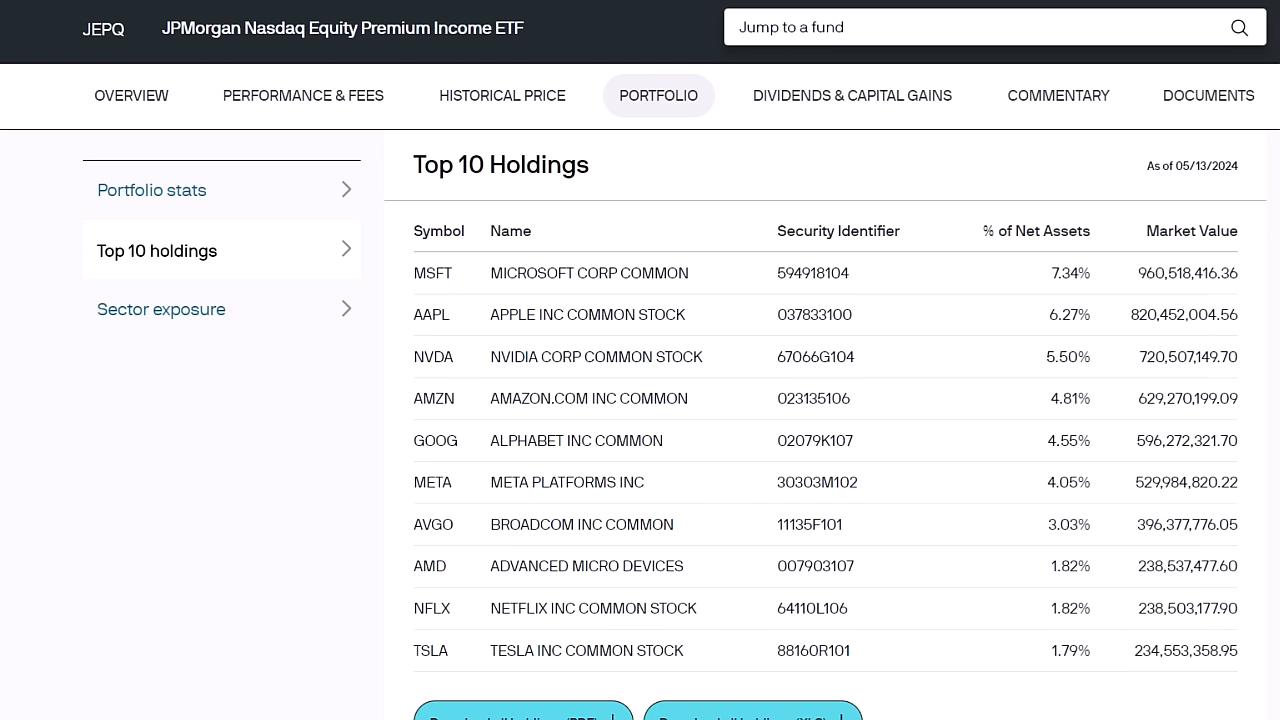 JEPQ JPMorgan Nasdaq Equity Premium Income ETF Jump to a fund
OVERVIEW PERFORMANCE & FEES HISTORICAL PRICE PORTFOLIO DIVIDENDS & CAPITAL GAINS COMMENTARY DOCUMENTS
Portfolio stats
Top 10 holdings
Sector exposure
Top 10 Holdings As of 05/13/2024
Symbol Name Security Identifier % of Net Assets Market Value
MSFT MICROSOFT CORP COMMON 594918104 7.34% 960,518,416.36
AAPL APPLE INC COMMON STOCK 037833100 6.27% 820,452,004.56
NVDA NVIDIA CORP COMMON STOCK 67066G104 5.50% 720,507,149.70
AMZN AMAZON.COM INC COMMON 023135106 4.81% 629,270,199.09
GOOG ALPHABET INC COMMON 02079K107 4.55% 596,272,321.70
META META PLATFORMS INC 30303M102 4.05% 529,984,820.22
AVGO BROADCOM INC COMMON 11135F101 3.03% 396,377,776.05
AMD ADVANCED MICRO DEVICES 007903107 1.82% 238,537,477.60
NFLX NETFLIX INC COMMON STOCK 64110L106 1.82% 238,503,177.90
TSLA TESLA INC COMMON STOCK 88160R101 1.79% 234,553,358.95